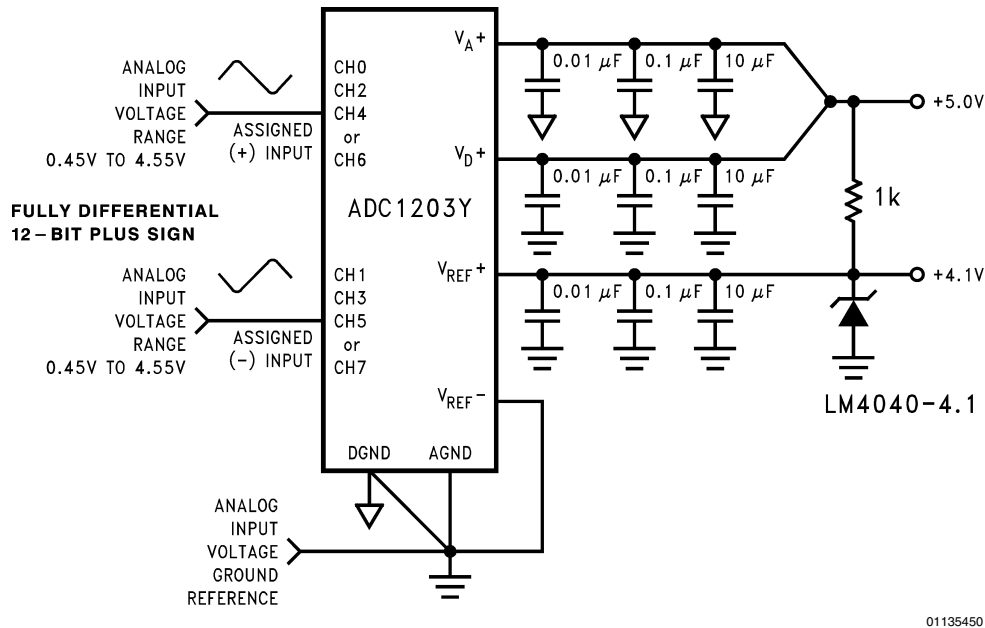 ANALOG
INPUT
VOLTAGE
RANGE
0.45V TO 4.55V
ASSIGNED
(+) INPUT
CH0
CH2
CH4
or
CH6
FULLY DIFFERENTIAL
12–BIT PLUS SIGN
ADC1203Y
ANALOG
INPUT
VOLTAGE
RANGE
0.45V TO 4.55V
ASSIGNED
(−) INPUT
CH1
CH3
CH5
or
CH7
VA+
0.01 μF 0.1 μF 10 μF
+5.0V
VD+
0.01 μF 0.1 μF 10 μF
1k
VREF+
0.01 μF 0.1 μF 10 μF
+4.1V
LM4040-4.1
VREF−
DGND AGND
ANALOG
INPUT
VOLTAGE
GROUND
REFERENCE
01135450